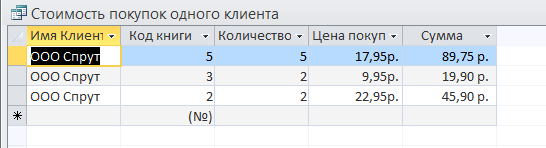 Стоимость покупок одного клиента
Имя Клиент Код книги Количество Цена покуп Сумма
ООО Спрут 5 5 17,95р. 89,75 р.
ООО Спрут 3 2 9,95р. 19,90 р.
ООО Спрут 2 2 22,95р. 45,90 р.
* (№)